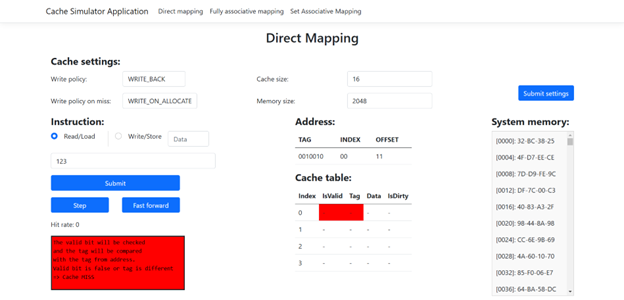 Cache Simulator Application Direct mapping Fully associative mapping Set Associative Mapping
Direct Mapping
Cache settings:
Write policy: WRITE_BACK Cache size: 16
Write policy on miss: WRITE_ON_ALLOCATE Memory size: 2048
Submit settings
Instruction: Address: System memory:
Read/Load Write/Store Data
TAG INDEX OFFSET
0010010 00 11
123
Submit
Step Fast forward
Hit rate: 0
The valid bit will be checked
and the tag will be compared
with the tag from address.
Valid bit is false or tag is different
=> Cache MISS
Cache table:
Index IsValid Tag Data IsDirty
0 - -
1 - - - -
2 - - - -
3 - - - -
[0000]: 32-BC-38-25
[0004]: 4F-D7-EE-CE
[0008]: 7D-D9-FE-9C
[0012]: DF-7C-00-C3
[0016]: 40-83-A3-2F
[0020]: 98-44-8A-98
[0024]: CC-6E-9B-69
[0028]: 4A-60-10-70
[0032]: 85-F0-06-E7
[0036]: 64-BA-58-DC